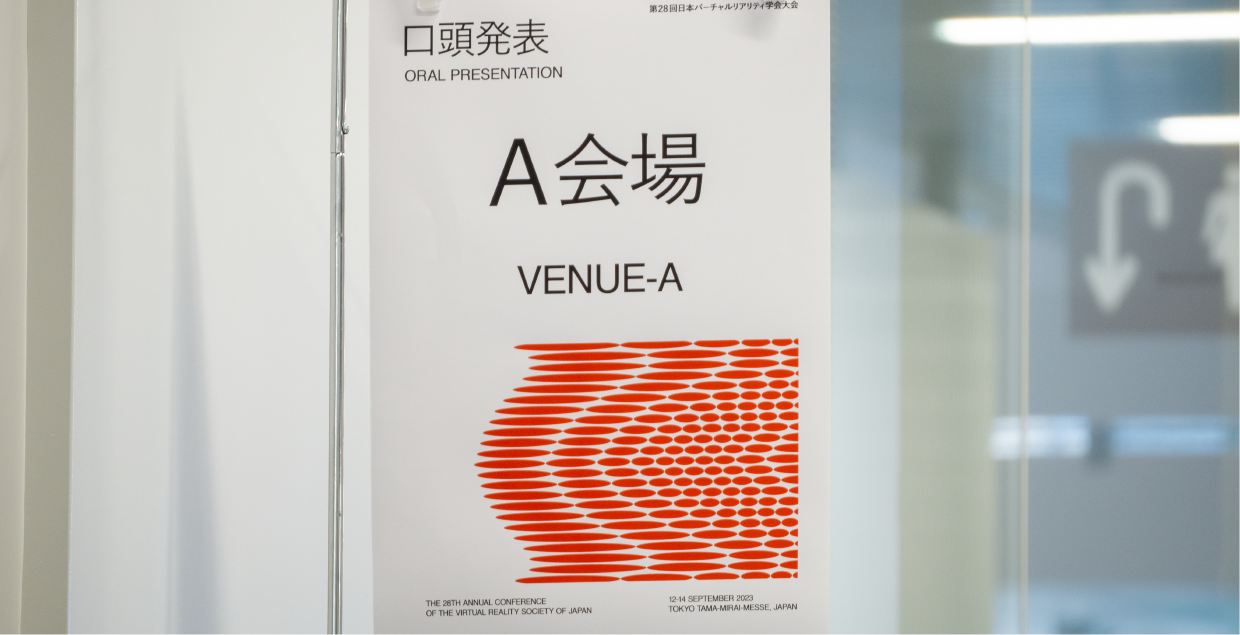 第28回日本バーチャルリアリティ学会大会
口頭発表
ORAL PRESENTATION
A会場
VENUE-A
THE 28TH ANNUAL CONFERENCE
OF THE VIRTUAL REALITY SOCIETY OF JAPAN
12-14 SEPTEMBER 2023
TOKYO TAMA-MIRAI-MESSE, JAPAN